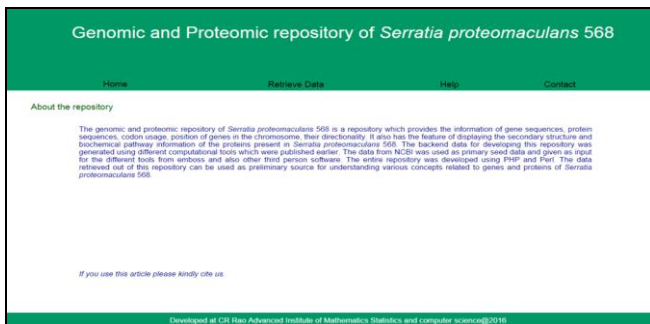 Genomic and Proteomic repository of Serratia proteomaculans 568
Home Retrieve Data Help Contact
About the repository
The genomic and proteomic repository of Serratia proteomaculans 568 is a repository which provides the information of gene sequences, protein
sequences, codon usage, position of genes in the chromosome, their directionality. It also has the feature of displaying the secondary structure and
biochemical pathway information of the proteins present in Serratia proteomaculans 568. The backend data for developing this repository was
generated using different computational tools which were published earlier. The data from NCBI was used as primary seed data and given as input
for the different tools from emboss and also other third person software. The entire repository was developed using PHP and Perl. The data
retrieved out of this repository can be used as preliminary source for understanding various concepts related to genes and proteins of Serratia
proteomaculans 568.
If you use this article please kindly cite us.
Developed at CR Rao Advanced Institute of Mathematics Statistics and computer science@2016